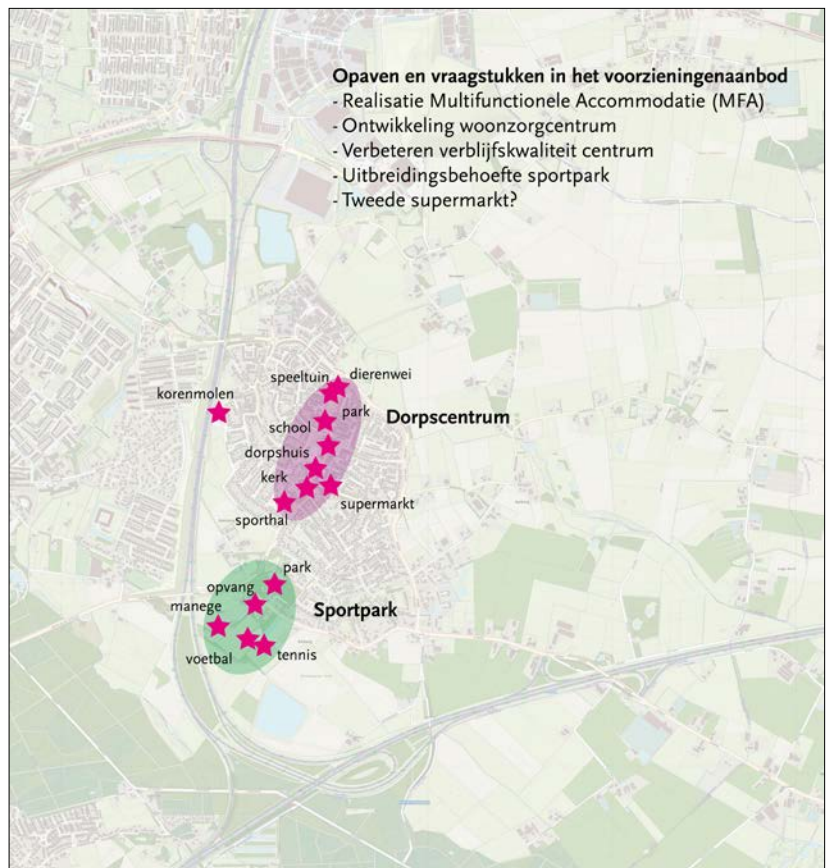 Opaven en vraagstukken in het voorzieningenaanbod
- Realisatie Multifunctionele Accommodatie (MFA)
- Ontwikkeling woonzorgcentrum
- Verbeteren verblijfskwaliteit centrum
- Uitbreidingsbehoefte sportpark
- Tweede supermarkt?
speeltuin
dierenwei
korenmolen
park
school
Dorpscentrum
dorpshuis
kerk
supermarkt
sporthal
park
opvang
manege
Sportpark
voetbal
tennis